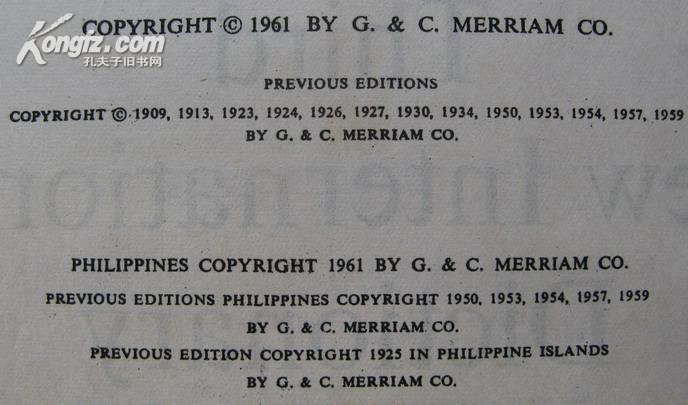 Kongfz.com
孔夫子旧书网
COPYRIGHT © 1961 BY G. & C. MERRIAM CO.
PREVIOUS EDITIONS
COPYRIGHT © 1909, 1913, 1923, 1924, 1926, 1927, 1930, 1934, 1950, 1953, 1954, 1957, 1959
BY G. & C. MERRIAM CO.
PHILIPPINES COPYRIGHT 1961 BY G. & C. MERRIAM CO.
PREVIOUS EDITIONS PHILIPPINES COPYRIGHT 1950, 1953, 1954, 1957, 1959
BY G. & C. MERRIAM CO.
PREVIOUS EDITION COPYRIGHT 1925 IN PHILIPPINE ISLANDS
BY G. & C. MERRIAM CO.